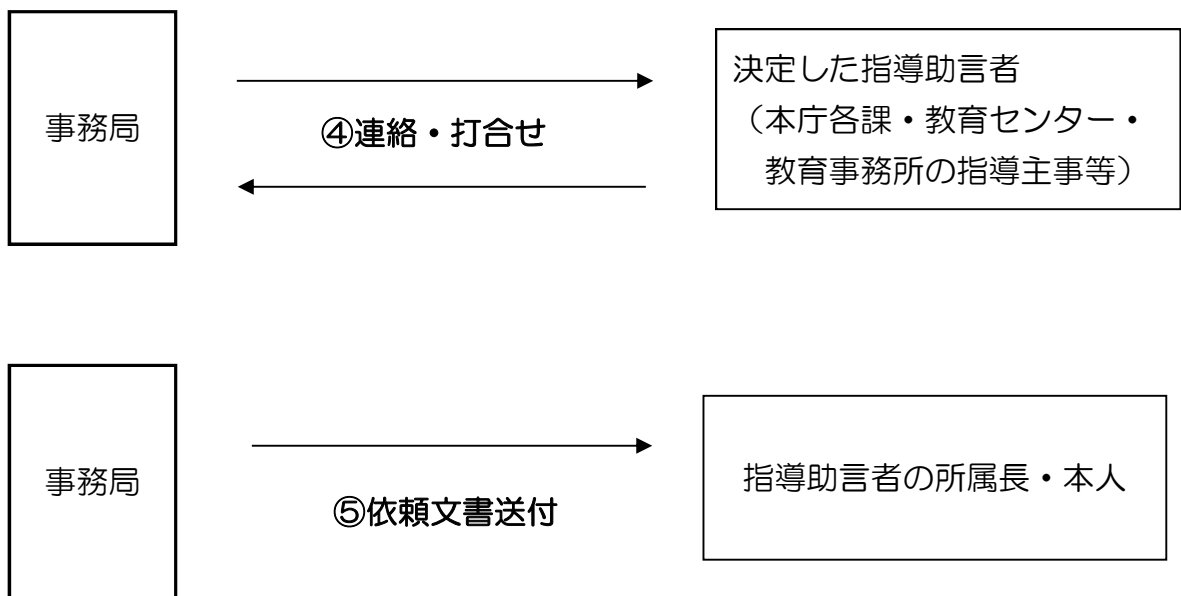 事務局
④連絡・打合せ
決定した指導助言者
（本庁各課・教育センター・
教育事務所の指導主事等）
事務局
⑤依頼文書送付
指導助言者の所属長・本人